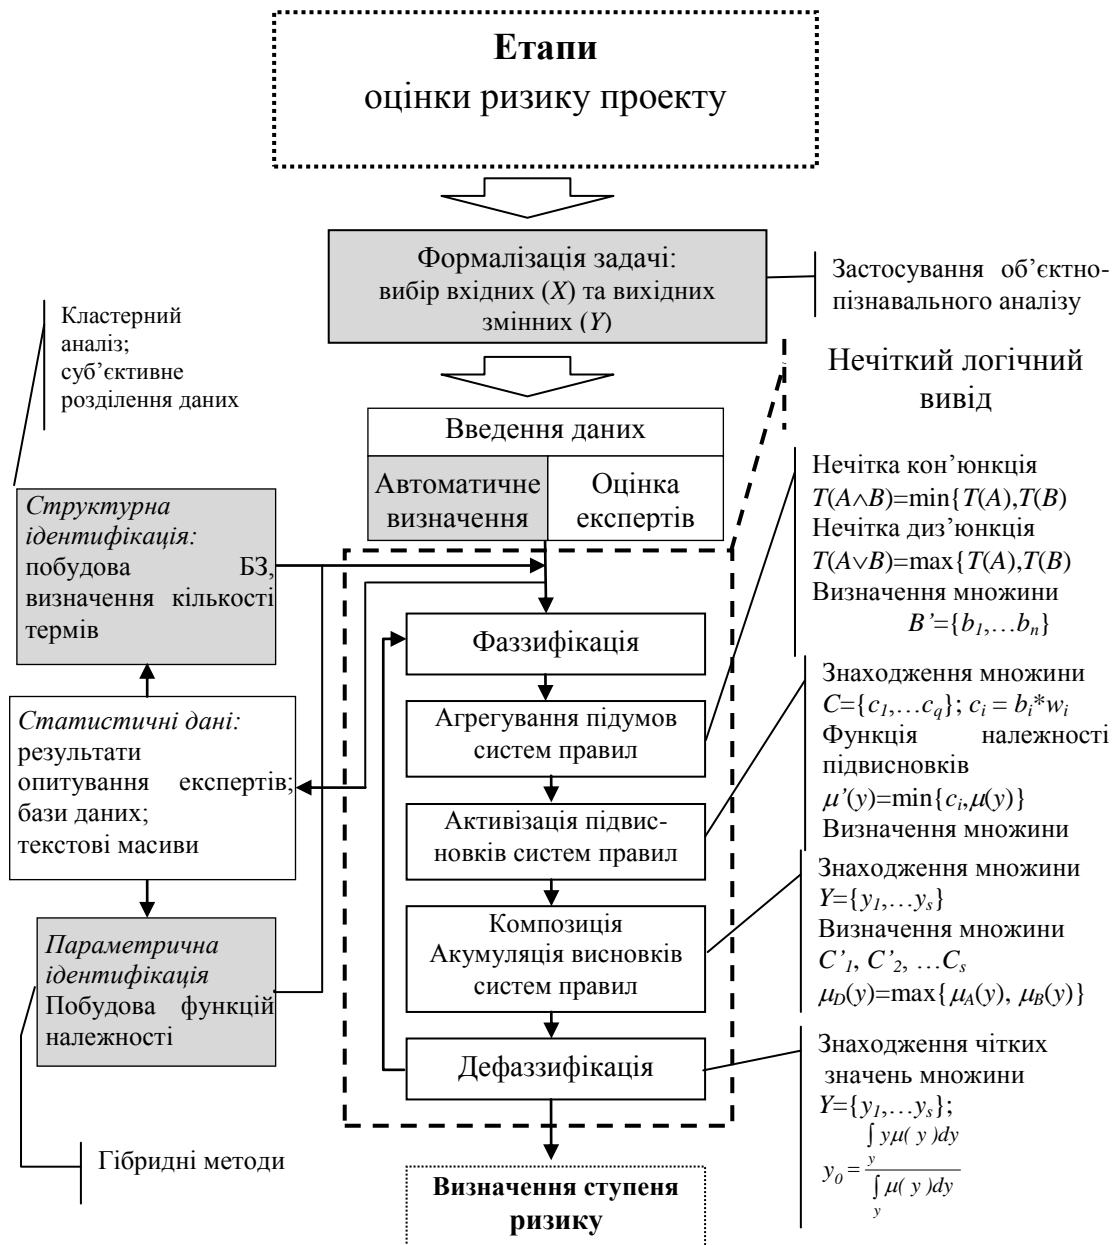 Етапи
оцінки ризику проекту
Формалізація задачі:
вибір вхідних (X) та вихідних
змінних (Y)
Застосування об’єктно-
пізнавального аналізу
Кластерний
аналіз;
суб’єктивне
розділення даних
Нечіткий логічний
вивід
Введення даних
Автоматичне
визначення
Оцінка
експертів
Структурна
ідентифікація:
побудова БЗ,
визначення кількості
термів
Нечітка кон’юнкція
T(A∧B)=min{T(A),T(B)
Нечітка диз’юнкція
T(A∨B)=max{T(A),T(B)
Визначення множини
B’={b1,…bn}
Фаззифікація
Агрегування підумов
систем правил
Знаходження множини
C={c1,…cq}; ci = bi*wi
Функція належності
підвисновків
μ’(y)=min{ci,μ(y)}
Визначення множини
Статистичні дані:
результати
опитування експертів;
бази даних;
текстові масиви
Активізація підвис-
новків систем правил
Композиція
Акумуляція висновків
систем правил
Знаходження множини
Y={y1,…ys}
Визначення множини
C’1, C’2, …Cs
μD(y)=max{μA(y), μB(y)}
Параметрична
ідентифікація
Побудова функцій
належності
Дефаззифікація
Знаходження чітких
значень множини
Y={y1,…ys};
y0 = ∫y yμ( y )dy / ∫y μ( y )dy
Гібридні методи
Визначення ступеня
ризику